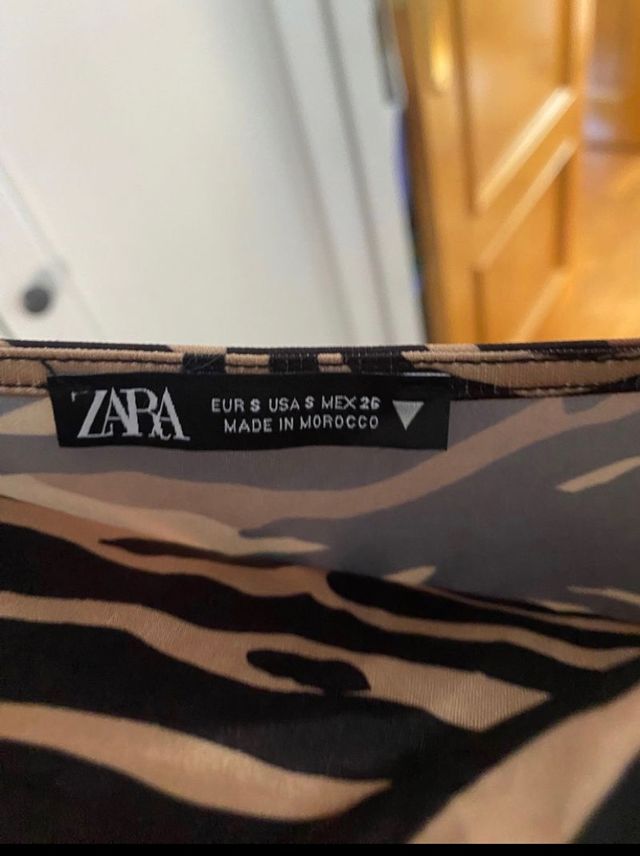 ZARA
EUR S USA S MEX 26
MADE IN MOROCCO